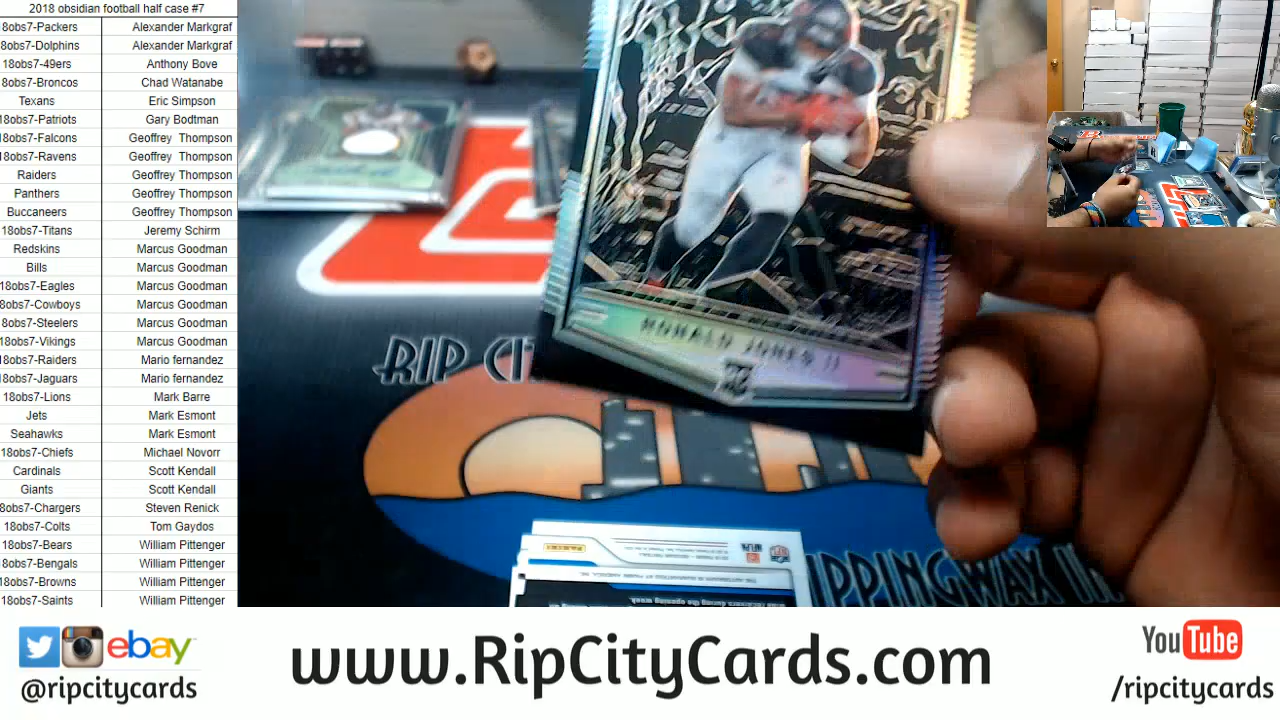 2018 obsidian football half case #7
18obs7-Packers Alexander Markgraf
8obs7-Dolphins Alexander Markgraf
18obs7-49ers Anthony Bove
8obs7-Broncos Chad Watanabe
Texans Eric Simpson
18obs7-Patriots Gary Bodtman
18obs7-Falcons Geoffrey Thompson
18obs7-Ravens Geoffrey Thompson
Raiders Geoffrey Thompson
Panthers Geoffrey Thompson
Buccaneers Geoffrey Thompson
18obs7-Titans Jeremy Schirm
Redskins Marcus Goodman
Bills Marcus Goodman
18obs7-Eagles Marcus Goodman
8obs7-Cowboys Marcus Goodman
8obs7-Steelers Marcus Goodman
18obs7-Vikings Marcus Goodman
18obs7-Raiders Mario fernandez
18obs7-Jaguars Mario fernandez
18obs7-Lions Mark Barre
Jets Mark Esmont
Seahawks Mark Esmont
18obs7-Chiefs Michael Novorr
Cardinals Scott Kendall
Giants Scott Kendall
8obs7-Chargers Steven Renick
18obs7-Colts Tom Gaydos
18obs7-Bears William Pittenger
8obs7-Bengals William Pittenger
18obs7-Browns William Pittenger
18obs7-Saints William Pittenger
RONALD JONES II
RC
RIP CIT
RIPPINGWAX
PANINI
ebay
@ripcitycards
www.RipCityCards.com
YouTube
/ripcitycards